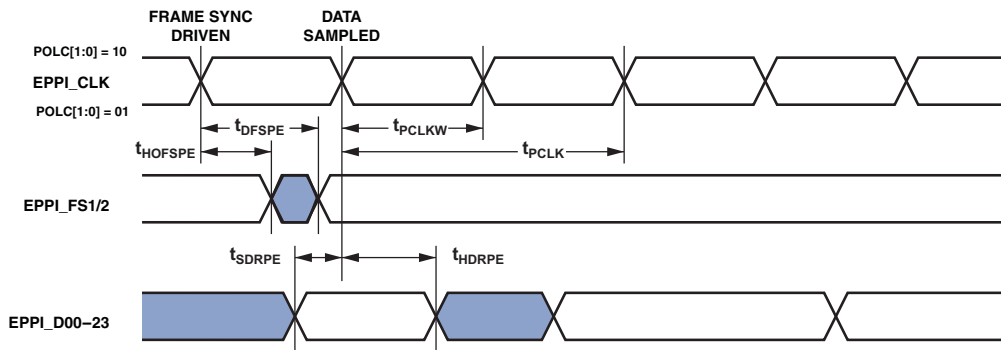 FRAME SYNC
DRIVEN
DATA
SAMPLED
POLC[1:0] = 10
EPPI_CLK
POLC[1:0] = 01
tDFSPE
tPCLKW
tHOFSPE
tPCLK
EPPI_FS1/2
tSDRPE
tHDRPE
EPPI_D00–23